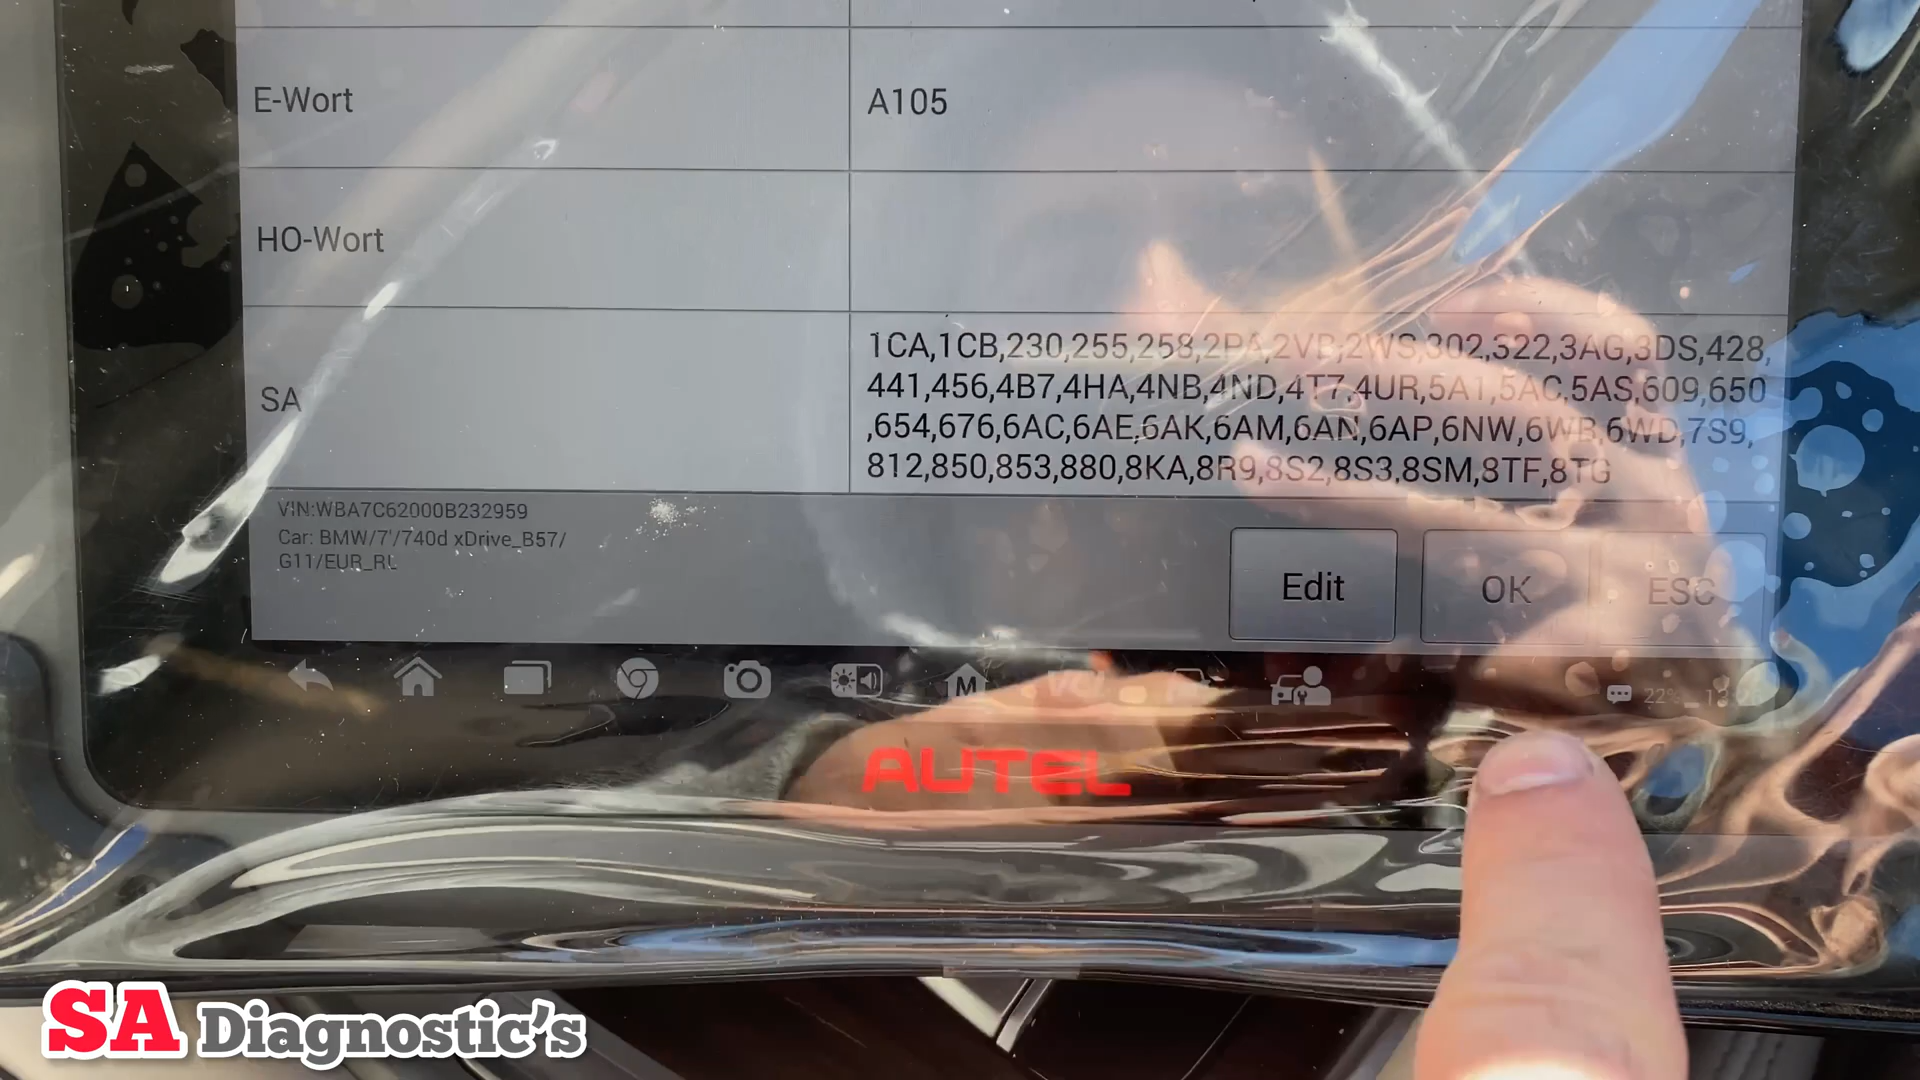 E-Wort
A105
HO-Wort
SA
1CA,1CB,230,255,258,2PA,2VB,2WS,302,322,3AG,3DS,428,
441,456,4B7,4HA,4NB,4ND,4T7,4UR,5A1,5AC,5AS,609,650
,654,676,6AC,6AE,6AK,6AM,6AN,6AP,6NW,6WB,6WD,7S9,
812,850,853,880,8KA,8R9,8S2,8S3,8SM,8TF,8TG
VIN:WBA7C62000B232959
Car: BMW/7'/740d xDrive_B57/
G11/EUR_RL
Edit
OK
ESC
M
VCI
22%
AUTEL
SA Diagnostic's